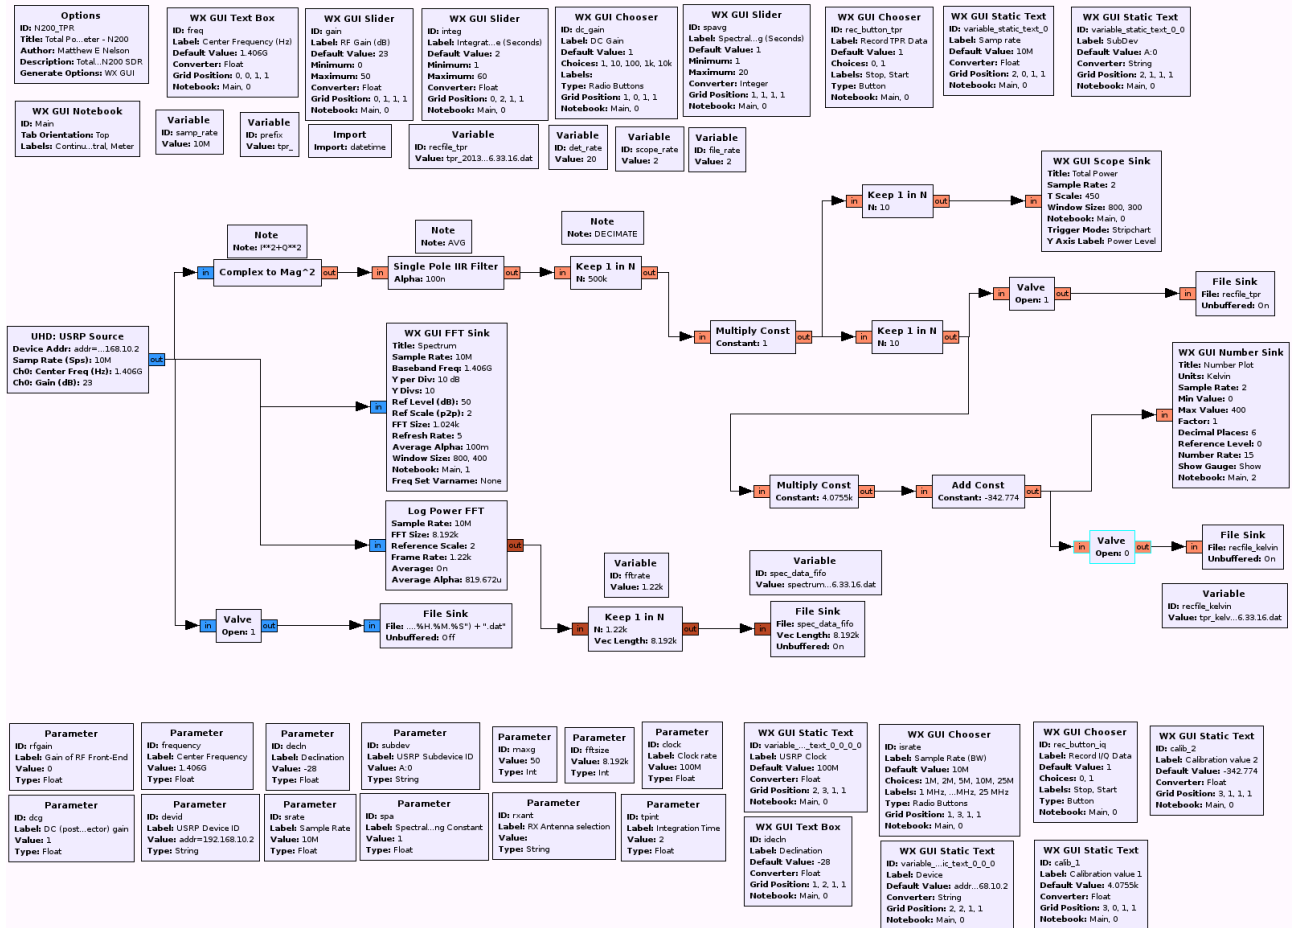 Options
ID: N200_TPR
Title: Total Po...eter - N200
Author: Matthew E Nelson
Description: Total...N200 SDR
Generate Options: WX GUI
WX GUI Text Box
ID: freq
Label: Center Frequency (Hz)
Default Value: 1.406G
Converter: Float
Grid Position: 0, 0, 1, 1
Notebook: Main, 0
WX GUI Slider
ID: gain
Label: RF Gain (dB)
Default Value: 23
Minimum: 0
Maximum: 50
Converter: Float
Grid Position: 0, 1, 1, 1
Notebook: Main, 0
WX GUI Slider
ID: integ
Label: Integrat...e (Seconds)
Default Value: 2
Minimum: 1
Maximum: 60
Converter: Float
Grid Position: 0, 2, 1, 1
Notebook: Main, 0
WX GUI Chooser
ID: dc_gain
Label: DC Gain
Default Value: 1
Choices: 1, 10, 100, 1k, 10k
Labels:
Type: Radio Buttons
Grid Position: 1, 0, 1, 1
Notebook: Main, 0
WX GUI Slider
ID: spavg
Label: Spectral...g (Seconds)
Default Value: 1
Minimum: 1
Maximum: 20
Converter: Integer
Grid Position: 1, 1, 1, 1
Notebook: Main, 0
WX GUI Chooser
ID: rec_button_tpr
Label: Record TPR Data
Default Value: 1
Choices: 0, 1
Labels: Stop, Start
Type: Button
Notebook: Main, 0
WX GUI Static Text
ID: variable_static_text_0
Label: Samp rate
Default Value: 10M
Converter: Float
Grid Position: 2, 0, 1, 1
Notebook: Main, 0
WX GUI Static Text
ID: variable_static_text_0_0
Label: SubDev
Default Value: A:0
Converter: String
Grid Position: 2, 1, 1, 1
Notebook: Main, 0
WX GUI Notebook
ID: Main
Tab Orientation: Top
Labels: Continu...tral, Meter
Variable
ID: samp_rate
Value: 10M
Variable
ID: prefix
Value: tpr_
Import
Import: datetime
Variable
ID: recfile_tpr
Value: tpr_2013...6.33.16.dat
Variable
ID: det_rate
Value: 20
Variable
ID: scope_rate
Value: 2
Variable
ID: file_rate
Value: 2
WX GUI Scope Sink
Title: Total Power
Sample Rate: 2
T Scale: 450
Window Size: 800, 300
Notebook: Main, 0
Trigger Mode: Stripchart
Y Axis Label: Power Level
in
Keep 1 in N
N: 10
out
in
Note
Note: I**2+Q**2
Note
Note: AVG
Note
Note: DECIMATE
in
Complex to Mag^2
out
in
Single Pole IIR Filter
Alpha: 100n
out
in
Keep 1 in N
N: 500k
out
in
Valve
Open: 1
out
in
File Sink
File: recfile_tpr
Unbuffered: On
UHD: USRP Source
Device Addr: addr=...168.10.2
Samp Rate (Sps): 10M
Ch0: Center Freq (Hz): 1.406G
Ch0: Gain (dB): 23
out
in
Multiply Const
Constant: 1
out
in
Keep 1 in N
N: 10
out
in
WX GUI FFT Sink
Title: Spectrum
Sample Rate: 10M
Baseband Freq: 1.406G
Y per Div: 10 dB
Y Divs: 10
Ref Level (dB): 50
Ref Scale (p2p): 2
FFT Size: 1.024k
Refresh Rate: 5
Average Alpha: 100m
Window Size: 800, 400
Notebook: Main, 1
Freq Set Varname: None
in
WX GUI Number Sink
Title: Number Plot
Units: Kelvin
Sample Rate: 2
Min Value: 0
Max Value: 400
Factor: 1
Decimal Places: 6
Reference Level: 0
Number Rate: 15
Show Gauge: Show
Notebook: Main, 2
in
Multiply Const
Constant: 4.0755k
out
in
Add Const
Constant: -342.774
out
in
Log Power FFT
Sample Rate: 10M
FFT Size: 8.192k
Reference Scale: 2
Frame Rate: 1.22k
Average: On
Average Alpha: 819.672u
out
in
Valve
Open: 0
out
in
File Sink
File: recfile_kelvin
Unbuffered: On
Variable
ID: fftrate
Value: 1.22k
Variable
ID: spec_data_fifo
Value: spectrum...6.33.16.dat
Variable
ID: recfile_kelvin
Value: tpr_kelv...6.33.16.dat
in
Valve
Open: 1
out
in
File Sink
File: ....%H.%M.%S") + ".dat"
Unbuffered: Off
in
Keep 1 in N
N: 1.22k
Vec Length: 8.192k
out
in
File Sink
File: spec_data_fifo
Vec Length: 8.192k
Unbuffered: On
Parameter
ID: rfgain
Label: Gain of RF Front-End
Value: 0
Type: Float
Parameter
ID: frequency
Label: Center Frequency
Value: 1.406G
Type: Float
Parameter
ID: decln
Label: Declination
Value: -28
Type: Float
Parameter
ID: subdev
Label: USRP Subdevice ID
Value: A:0
Type: String
Parameter
ID: maxg
Value: 50
Type: Int
Parameter
ID: fftsize
Value: 8.192k
Type: Int
Parameter
ID: clock
Label: Clock rate
Value: 100M
Type: Float
WX GUI Static Text
ID: variable_..._text_0_0_0_0
Label: USRP Clock
Default Value: 100M
Converter: Float
Grid Position: 2, 3, 1, 1
Notebook: Main, 0
WX GUI Chooser
ID: israte
Label: Sample Rate (BW)
Default Value: 10M
Choices: 1M, 2M, 5M, 10M, 25M
Labels: 1 MHz, ...MHz, 25 MHz
Type: Radio Buttons
Grid Position: 1, 3, 1, 1
Notebook: Main, 0
WX GUI Chooser
ID: rec_button_iq
Label: Record I/Q Data
Default Value: 1
Choices: 0, 1
Labels: Stop, Start
Type: Button
Notebook: Main, 0
WX GUI Static Text
ID: calib_2
Label: Calibration value 2
Default Value: -342.774
Converter: Float
Grid Position: 3, 1, 1, 1
Notebook: Main, 0
Parameter
ID: dcg
Label: DC (post...ector) gain
Value: 1
Type: Float
Parameter
ID: devid
Label: USRP Device ID
Value: addr=192.168.10.2
Type: String
Parameter
ID: srate
Label: Sample Rate
Value: 10M
Type: Float
Parameter
ID: spa
Label: Spectral...ng Constant
Value: 1
Type: Float
Parameter
ID: rxant
Label: RX Antenna selection
Value:
Type: String
Parameter
ID: tpint
Label: Integration Time
Value: 2
Type: Float
WX GUI Text Box
ID: idecln
Label: Declination
Default Value: -28
Converter: Float
Grid Position: 1, 2, 1, 1
Notebook: Main, 0
WX GUI Static Text
ID: variable_...ic_text_0_0_0
Label: Device
Default Value: addr...68.10.2
Converter: String
Grid Position: 2, 2, 1, 1
Notebook: Main, 0
WX GUI Static Text
ID: calib_1
Label: Calibration value 1
Default Value: 4.0755k
Converter: Float
Grid Position: 3, 0, 1, 1
Notebook: Main, 0